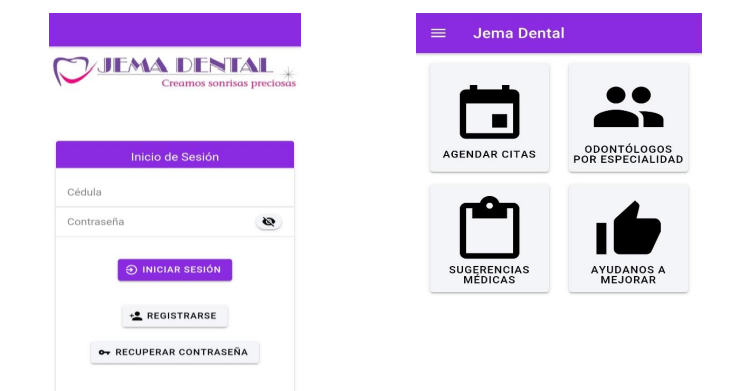 JEMA DENTAL
Creamos sonrisas preciosas
Inicio de Sesión
Cédula
Contraseña
INICIAR SESIÓN
REGISTRARSE
RECUPERAR CONTRASEÑA
Jema Dental
AGENDAR CITAS
ODONTÓLOGOS
POR ESPECIALIDAD
SUGERENCIAS
MÉDICAS
AYUDANOS A
MEJORAR